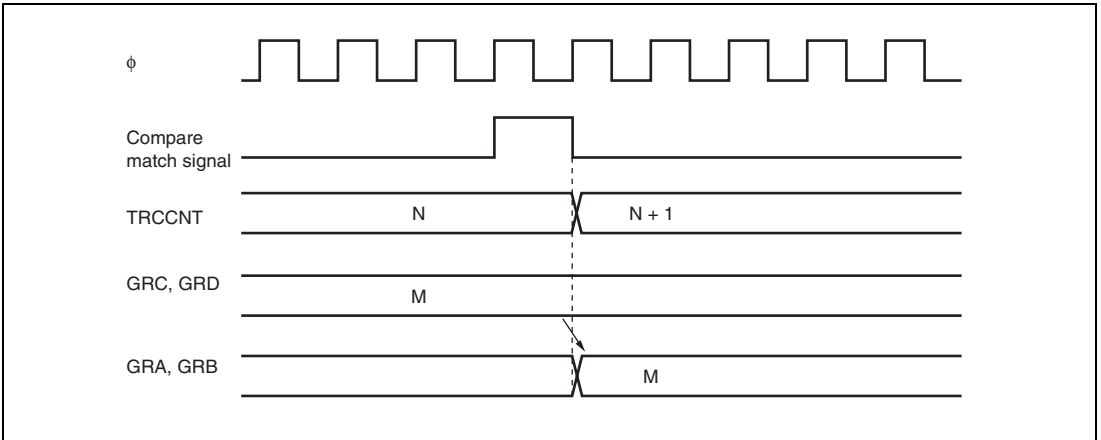 ϕ
Compare
match signal
TRCCNT
N
N + 1
GRC, GRD
M
GRA, GRB
M